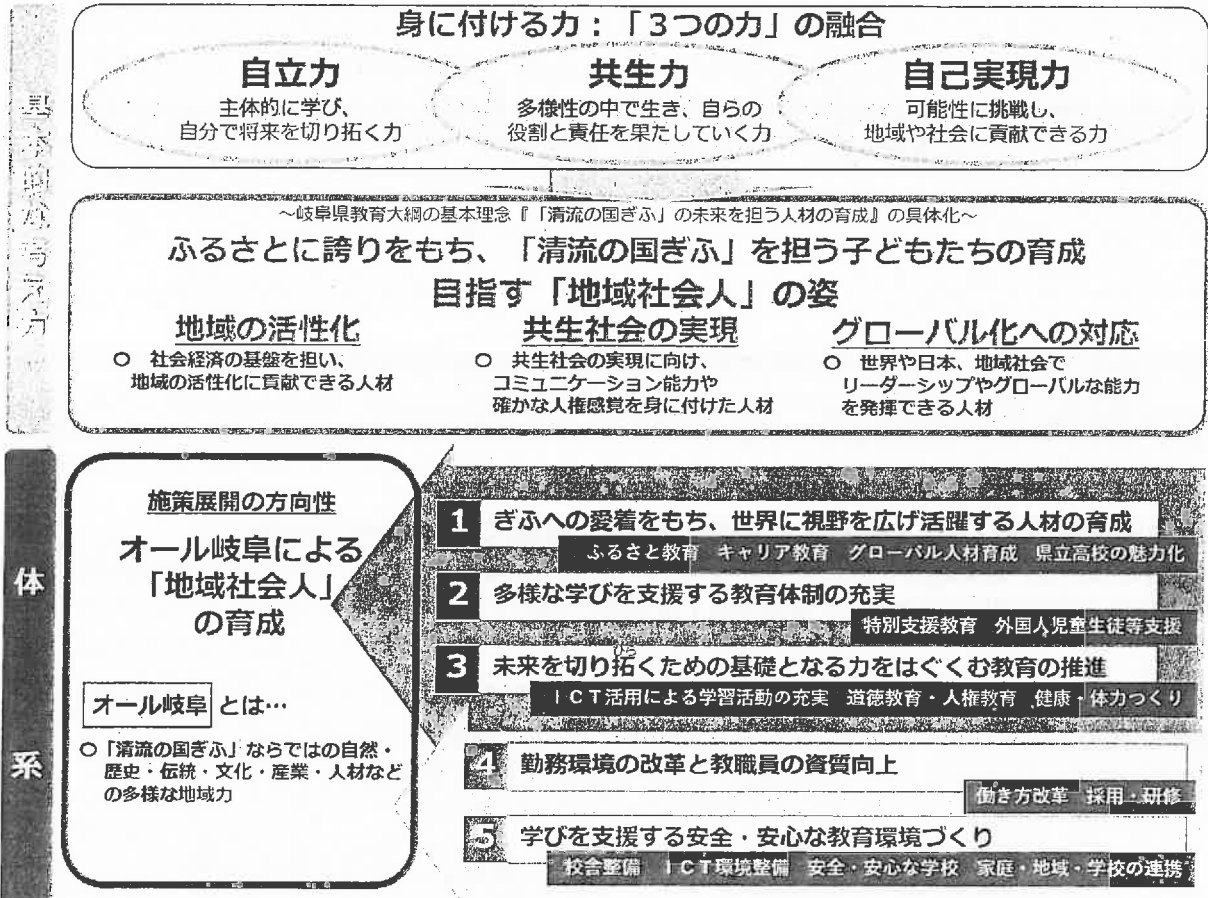 身に付ける力：「３つの力」の融合
自立力
主体的に学び、
自分で将来を切り拓く力
共生力
多様性の中で生き、自らの
役割と責任を果たしていく力
自己実現力
可能性に挑戦し、
地域や社会に貢献できる力
～岐阜県教育大綱の基本理念『「清流の国ぎふ」の未来を担う人材の育成』の具体化～
ふるさとに誇りをもち、「清流の国ぎふ」を担う子どもたちの育成
目指す「地域社会人」の姿
地域の活性化
○ 社会経済の基盤を担い、
地域の活性化に貢献できる人材
共生社会の実現
○ 共生社会の実現に向け、
コミュニケーション能力や
確かな人権感覚を身に付けた人材
グローバル化への対応
○ 世界や日本、地域社会で
リーダーシップやグローバルな能力
を発揮できる人材
体系
施策展開の方向性
オール岐阜による
「地域社会人」
の育成
オール岐阜 とは…
○「清流の国ぎふ」ならではの自然・
歴史・伝統・文化・産業・人材など
の多様な地域力
1 ぎふへの愛着をもち、世界に視野を広げ活躍する人材の育成
ふるさと教育 キャリア教育 グローバル人材育成 県立高校の魅力化
2 多様な学びを支援する教育体制の充実
特別支援教育 外国人児童生徒等支援
ひら
3 未来を切り拓くための基礎となる力をはぐくむ教育の推進
ＩＣＴ活用による学習活動の充実 道徳教育・人権教育 健康・体力つくり
4 勤務環境の改革と教職員の資質向上
働き方改革 採用・研修
5 学びを支援する安全・安心な教育環境づくり
校舎整備 ＩＣＴ環境整備 安全・安心な学校 家庭・地域・学校の連携